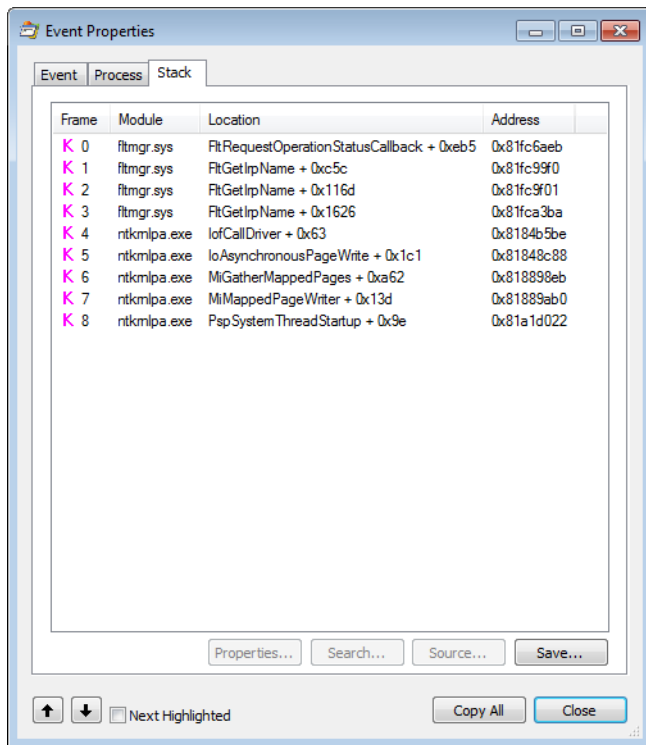 Event Properties
Event Process Stack
Frame Module Location Address
K 0 fltmgr.sys FltRequestOperationStatusCallback + 0xeb5 0x81fc6aeb
K 1 fltmgr.sys FltGetIrpName + 0xc5c 0x81fc99f0
K 2 fltmgr.sys FltGetIrpName + 0x116d 0x81fc9f01
K 3 fltmgr.sys FltGetIrpName + 0x1626 0x81fca3ba
K 4 ntkrnlpa.exe IofCallDriver + 0x63 0x8184b5be
K 5 ntkrnlpa.exe IoAsynchronousPageWrite + 0x1c1 0x81848c88
K 6 ntkrnlpa.exe MiGatherMappedPages + 0xa62 0x818898eb
K 7 ntkrnlpa.exe MiMappedPageWriter + 0x13d 0x81889ab0
K 8 ntkrnlpa.exe PspSystemThreadStartup + 0x9e 0x81a1d022
Properties... Search... Source... Save...
Next Highlighted Copy All Close